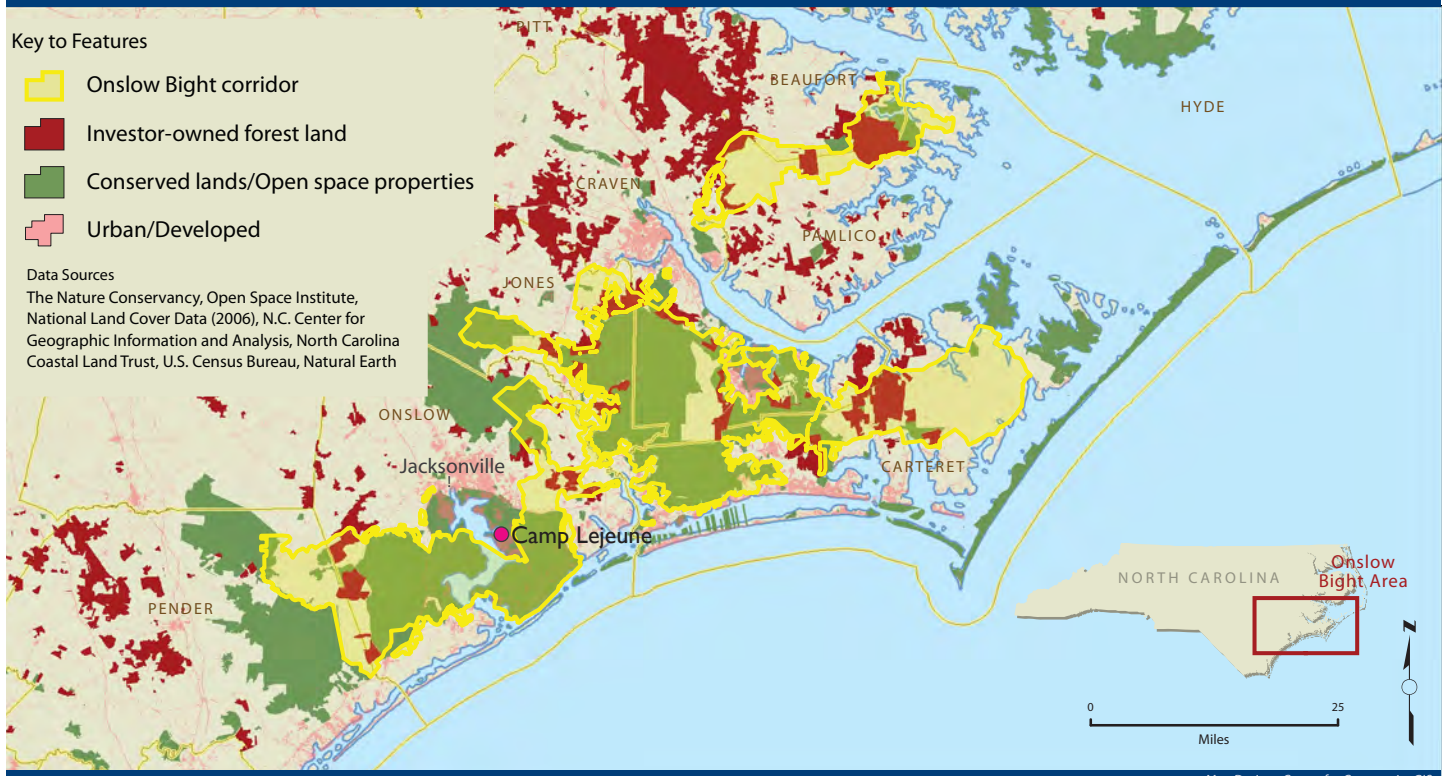 Key to Features
Onslow Bight corridor
Investor-owned forest land
Conserved lands/Open space properties
Urban/Developed
Data Sources
The Nature Conservancy, Open Space Institute,
National Land Cover Data (2006), N.C. Center for
Geographic Information and Analysis, North Carolina
Coastal Land Trust, U.S. Census Bureau, Natural Earth
PITT
BEAUFORT
HYDE
CRAVEN
PAMLICO
JONES
ONSLOW
Jacksonville
CARTERET
Camp Lejeune
PENDER
NORTH CAROLINA
Onslow
Bight Area
N
0
25
Miles